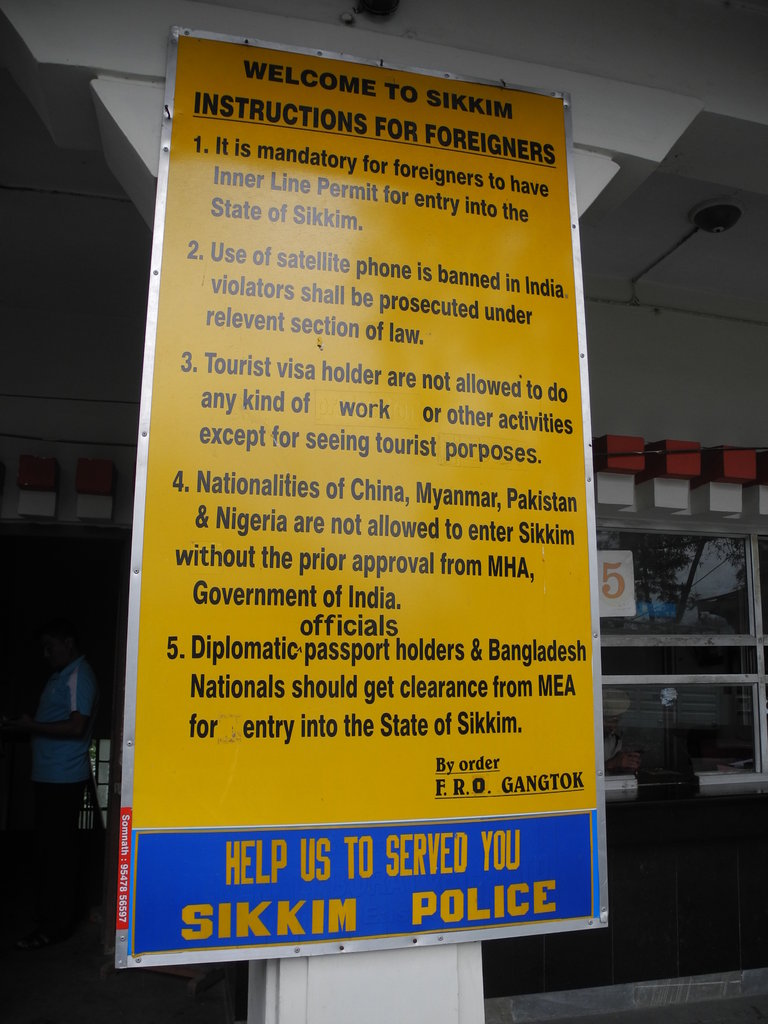 WELCOME TO SIKKIM
INSTRUCTIONS FOR FOREIGNERS
1. It is mandatory for foreigners to have
Inner Line Permit for entry into the
State of Sikkim.
2. Use of satellite phone is banned in India
violators shall be prosecuted under
relevent section of law.
3. Tourist visa holder are not allowed to do
any kind of work or other activities
except for seeing tourist porposes.
4. Nationalities of China, Myanmar, Pakistan
& Nigeria are not allowed to enter Sikkim
without the prior approval from MHA,
Government of India.
officials
5. Diplomatic passport holders & Bangladesh
Nationals should get clearance from MEA
for entry into the State of Sikkim.
By order
F.R.O. GANGTOK
Somnath : 95478 56597
HELP US TO SERVED YOU
SIKKIM POLICE
5